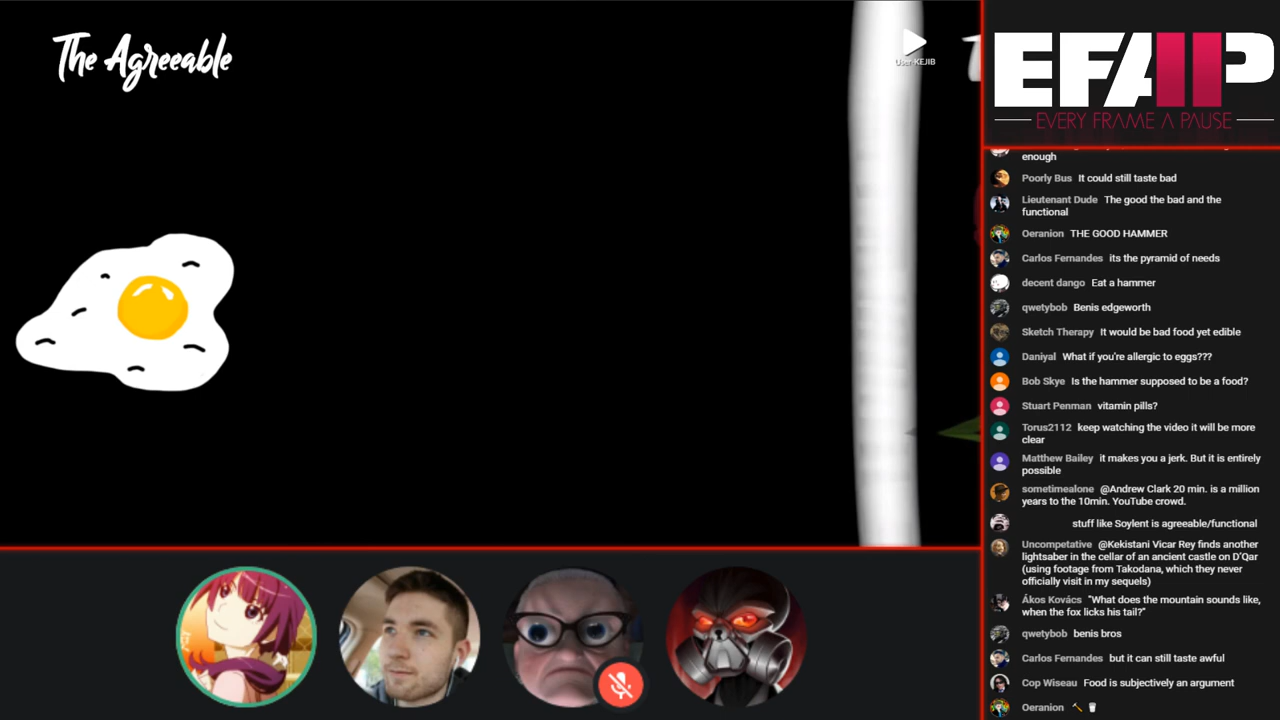 The Agreeable
User-KEJIB
EFAP
EVERY FRAME A PAUSE
enough
Poorly Bus It could still taste bad
Lieutenant Dude The good the bad and the
functional
Oeranion THE GOOD HAMMER
Carlos Fernandes its the pyramid of needs
decent dango Eat a hammer
qwetybob Benis edgeworth
Sketch Therapy It would be bad food yet edible
Daniyal What if you're allergic to eggs???
Bob Skye Is the hammer supposed to be a food?
Stuart Penman vitamin pills?
Torus2112 keep watching the video it will be more
clear
Matthew Bailey it makes you a jerk. But it is entirely
possible
sometimealone @Andrew Clark 20 min. is a million
years to the 10min. YouTube crowd.
stuff like Soylent is agreeable/functional
Uncompetative @Kekistani Vicar Rey finds another
lightsaber in the cellar of an ancient castle on D'Qar
(using footage from Takodana, which they never
officially visit in my sequels)
Ákos Kovács "What does the mountain sounds like,
when the fox licks his tail?"
qwetybob benis bros
Carlos Fernandes but it can still taste awful
Cop Wiseau Food is subjectively an argument
Oeranion